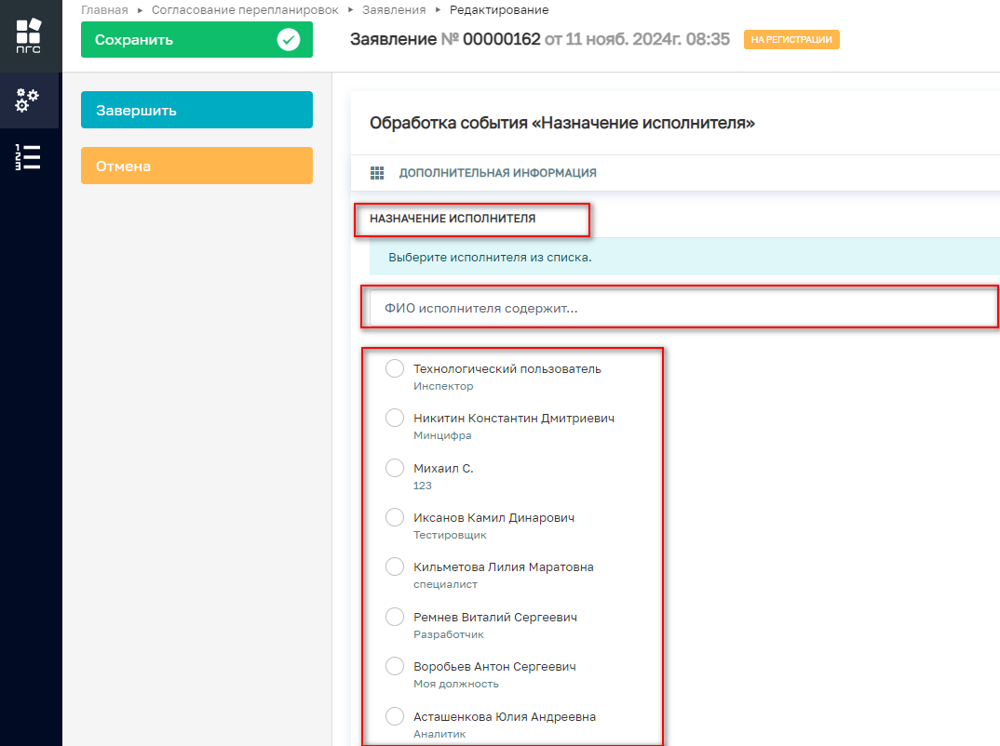 Главная ▸ Согласование перепланировок ▸ Заявления ▸ Редактирование
ПГС
Сохранить
Заявление № 00000162 от 11 нояб. 2024г. 08:35 НА РЕГИСТРАЦИИ
Завершить
Отмена
Обработка события «Назначение исполнителя»
ДОПОЛНИТЕЛЬНАЯ ИНФОРМАЦИЯ
НАЗНАЧЕНИЕ ИСПОЛНИТЕЛЯ
Выберите исполнителя из списка.
ФИО исполнителя содержит...
Технологический пользователь
Инспектор
Никитин Константин Дмитриевич
Минцифра
Михаил С.
123
Иксанов Камил Динарович
Тестировщик
Кильметова Лилия Маратовна
специалист
Ремнев Виталий Сергеевич
Разработчик
Воробьев Антон Сергеевич
Моя должность
Асташенкова Юлия Андреевна
Аналитик